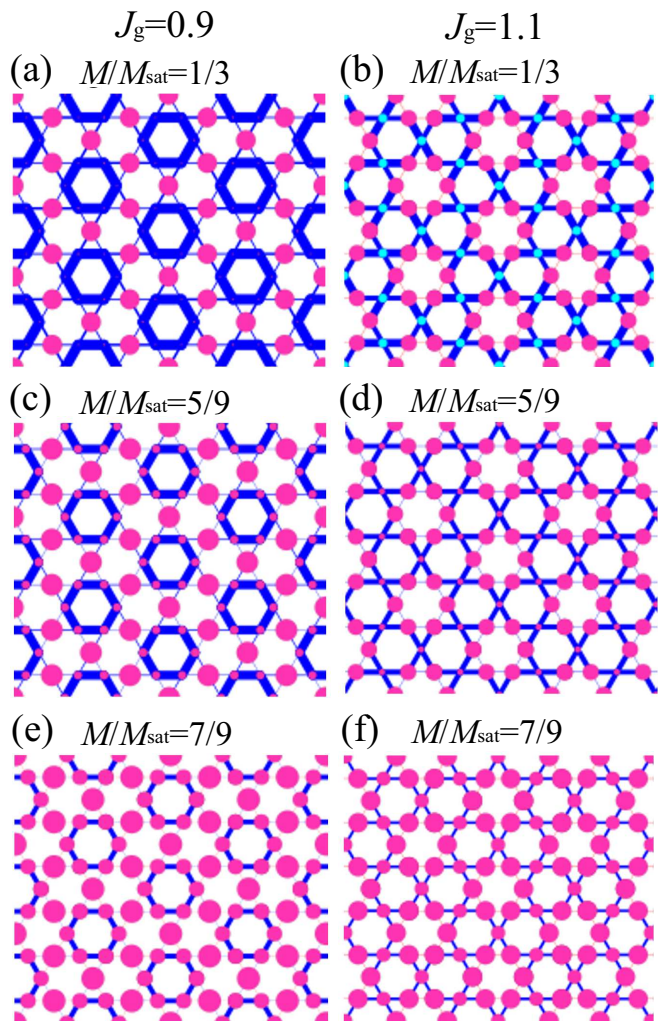 Jg=0.9 Jg=1.1
(a) M/Msat=1/3 (b) M/Msat=1/3
(c) M/Msat=5/9 (d) M/Msat=5/9
(e) M/Msat=7/9 (f) M/Msat=7/9